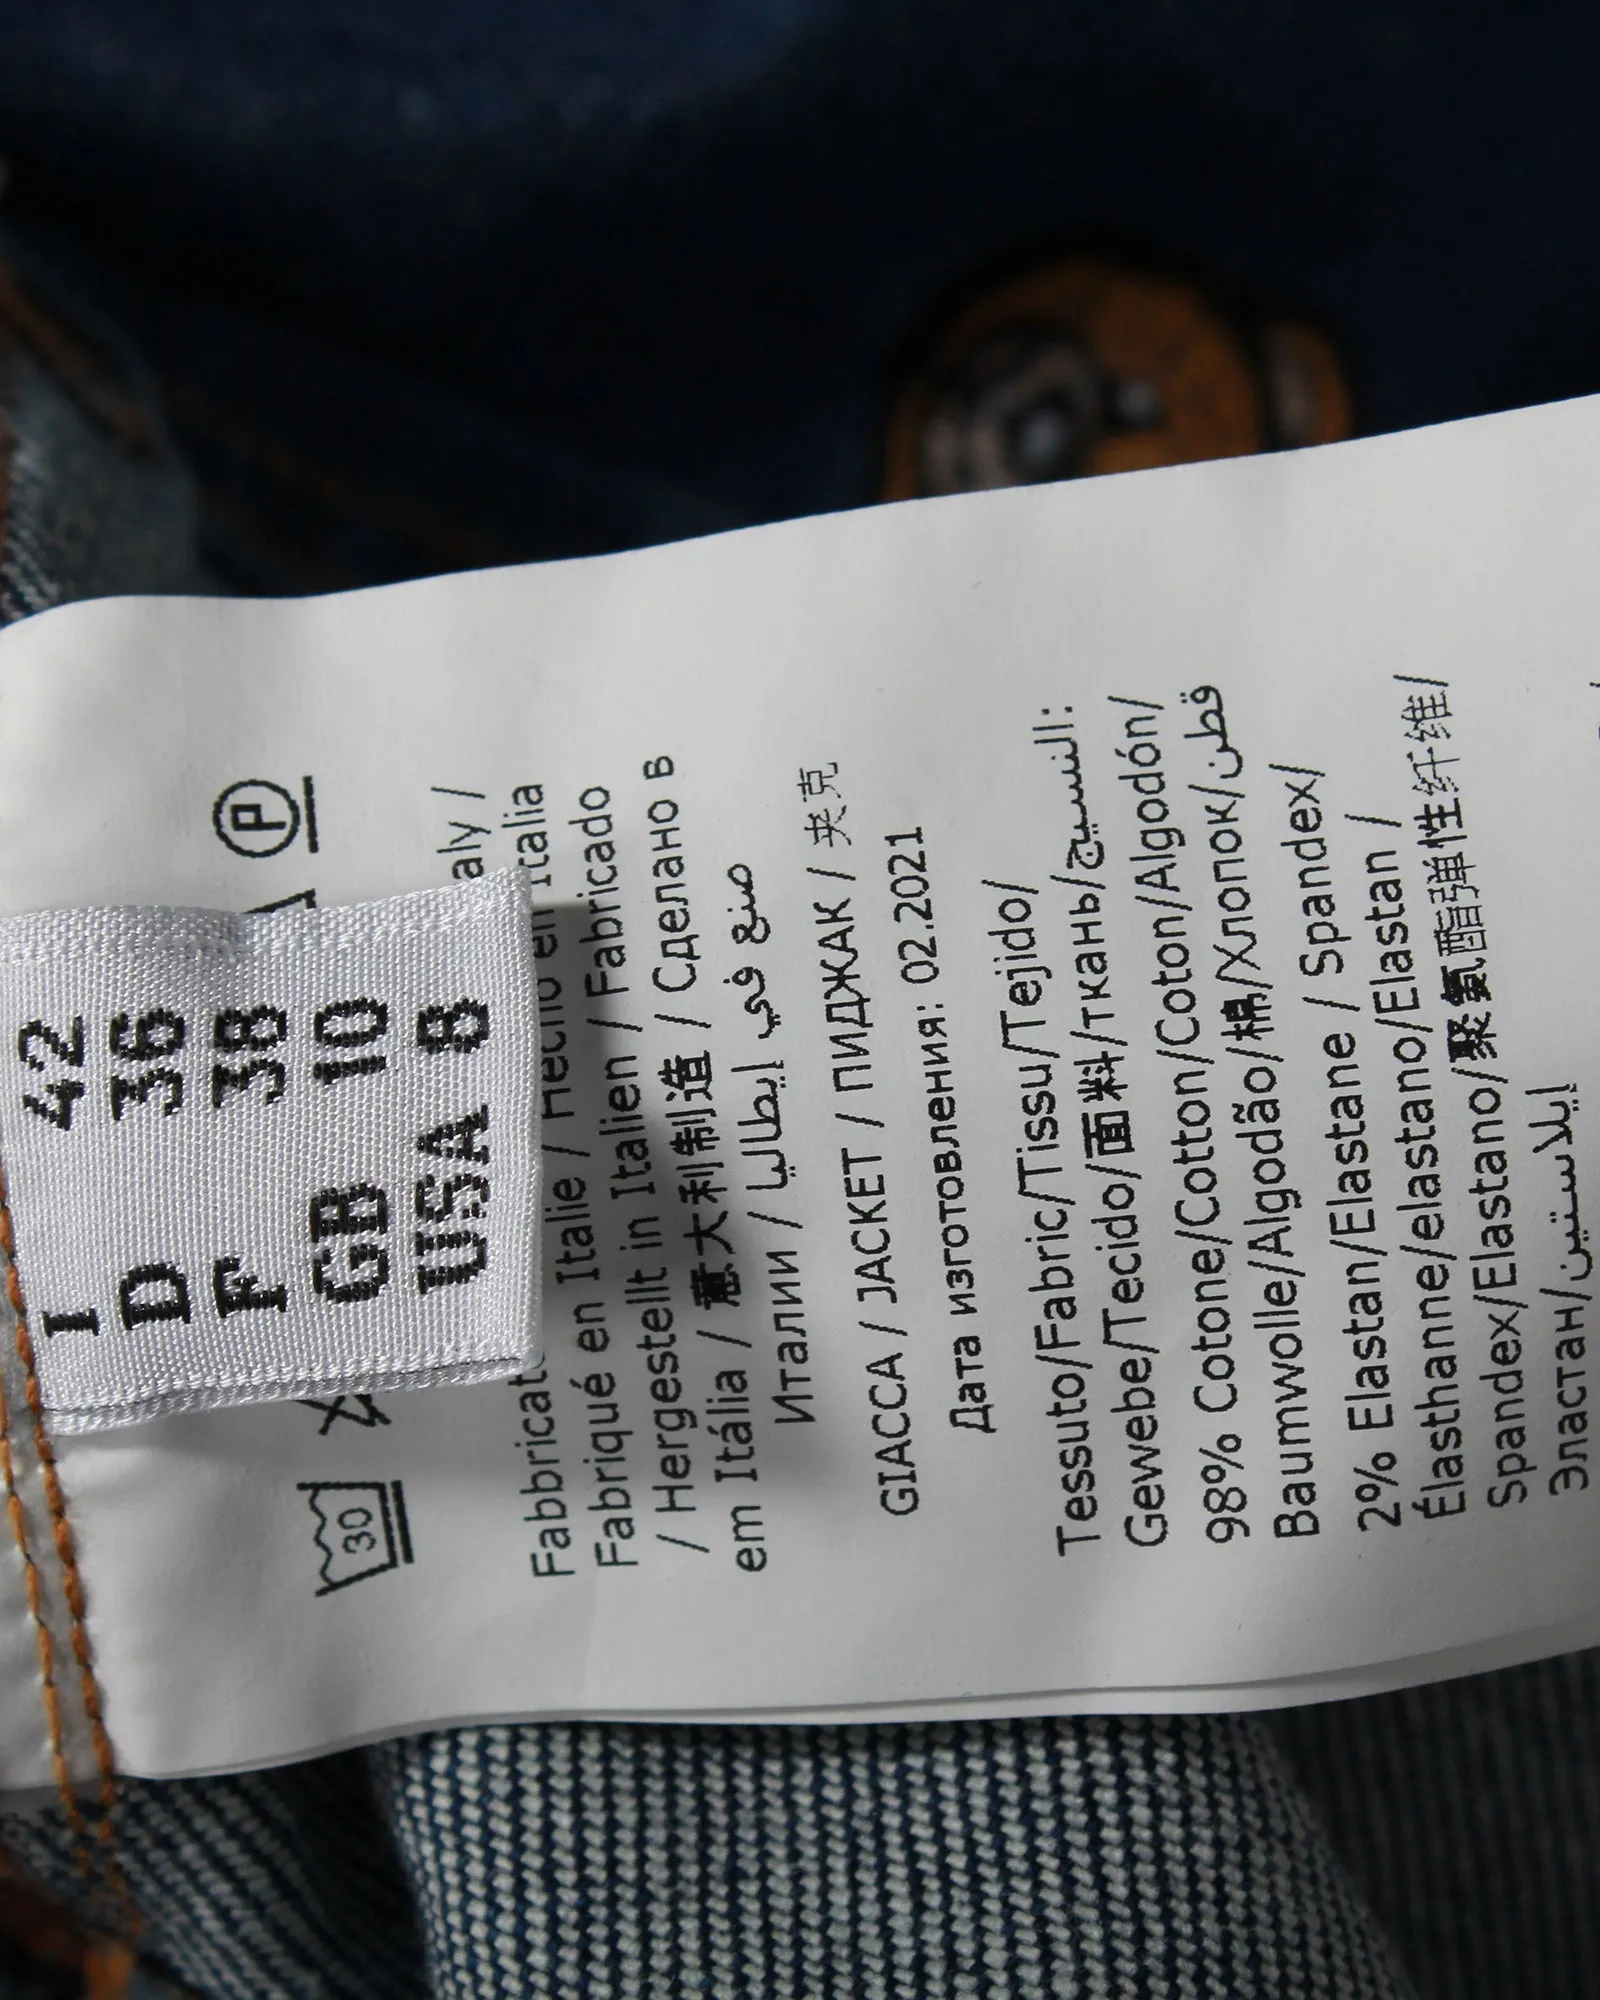 I 42
D 36
F 38
GB 10
USA 8
30
P
aly /
Fabriqué en Italie / Hecho en Italia
/ Hergestellt in Italien / Fabricado
em Itália / 意大利制造 / Сделано в
Италии / صنع في إيطاليا
GIACCA / JACKET / ПИДЖАК / 夹克
Дата изготовления: 02.2021
Tessuto/Fabric/Tissu/Tejido/
Gewebe/Tecido/面料/ткань/النسيج:
98% Cotone/Cotton/Coton/Algodón/
Baumwolle/Algodão/棉/Хлопок/قطن
2% Elastan/Elastane / Spandex/
Élasthanne/elastano/Elastan /
Spandex/Elastano/聚氨酯弹性纤维/
Эластан/إيلاستين